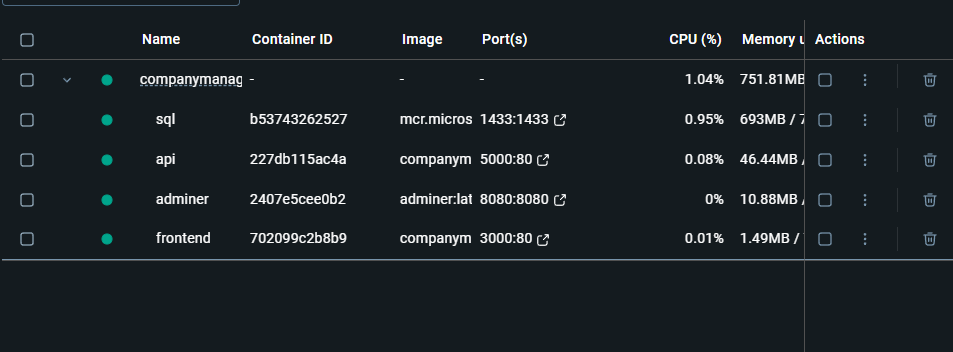 Name Container ID Image Port(s) CPU (%) Memory u Actions
companymanag - - - 1.04% 751.81MB
sql b53743262527 mcr.micros 1433:1433 0.95% 693MB / 7
api 227db115ac4a companym 5000:80 0.08% 46.44MB /
adminer 2407e5cee0b2 adminer:lat 8080:8080 0% 10.88MB /
frontend 702099c2b8b9 companym 3000:80 0.01% 1.49MB / 7